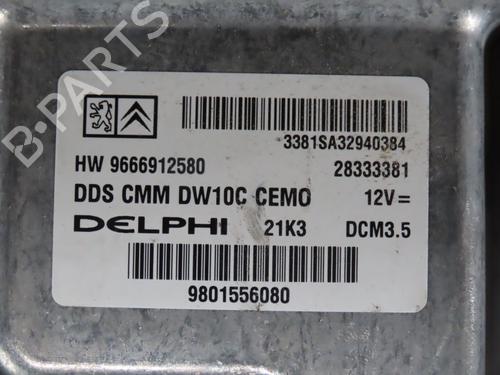 3381SA32940384
HW 9666912580 28333381
DDS CMM DW10C CEMO 12V=
DELPHI 21K3 DCM3.5
9801556080
B-PARTS